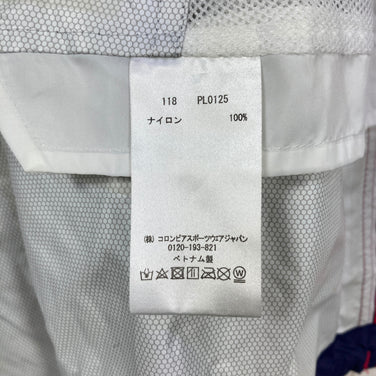 118 PL0125
ナイロン 100%
(株) コロンビアスポーツウエアジャパン
0120-193-821
ベトナム製